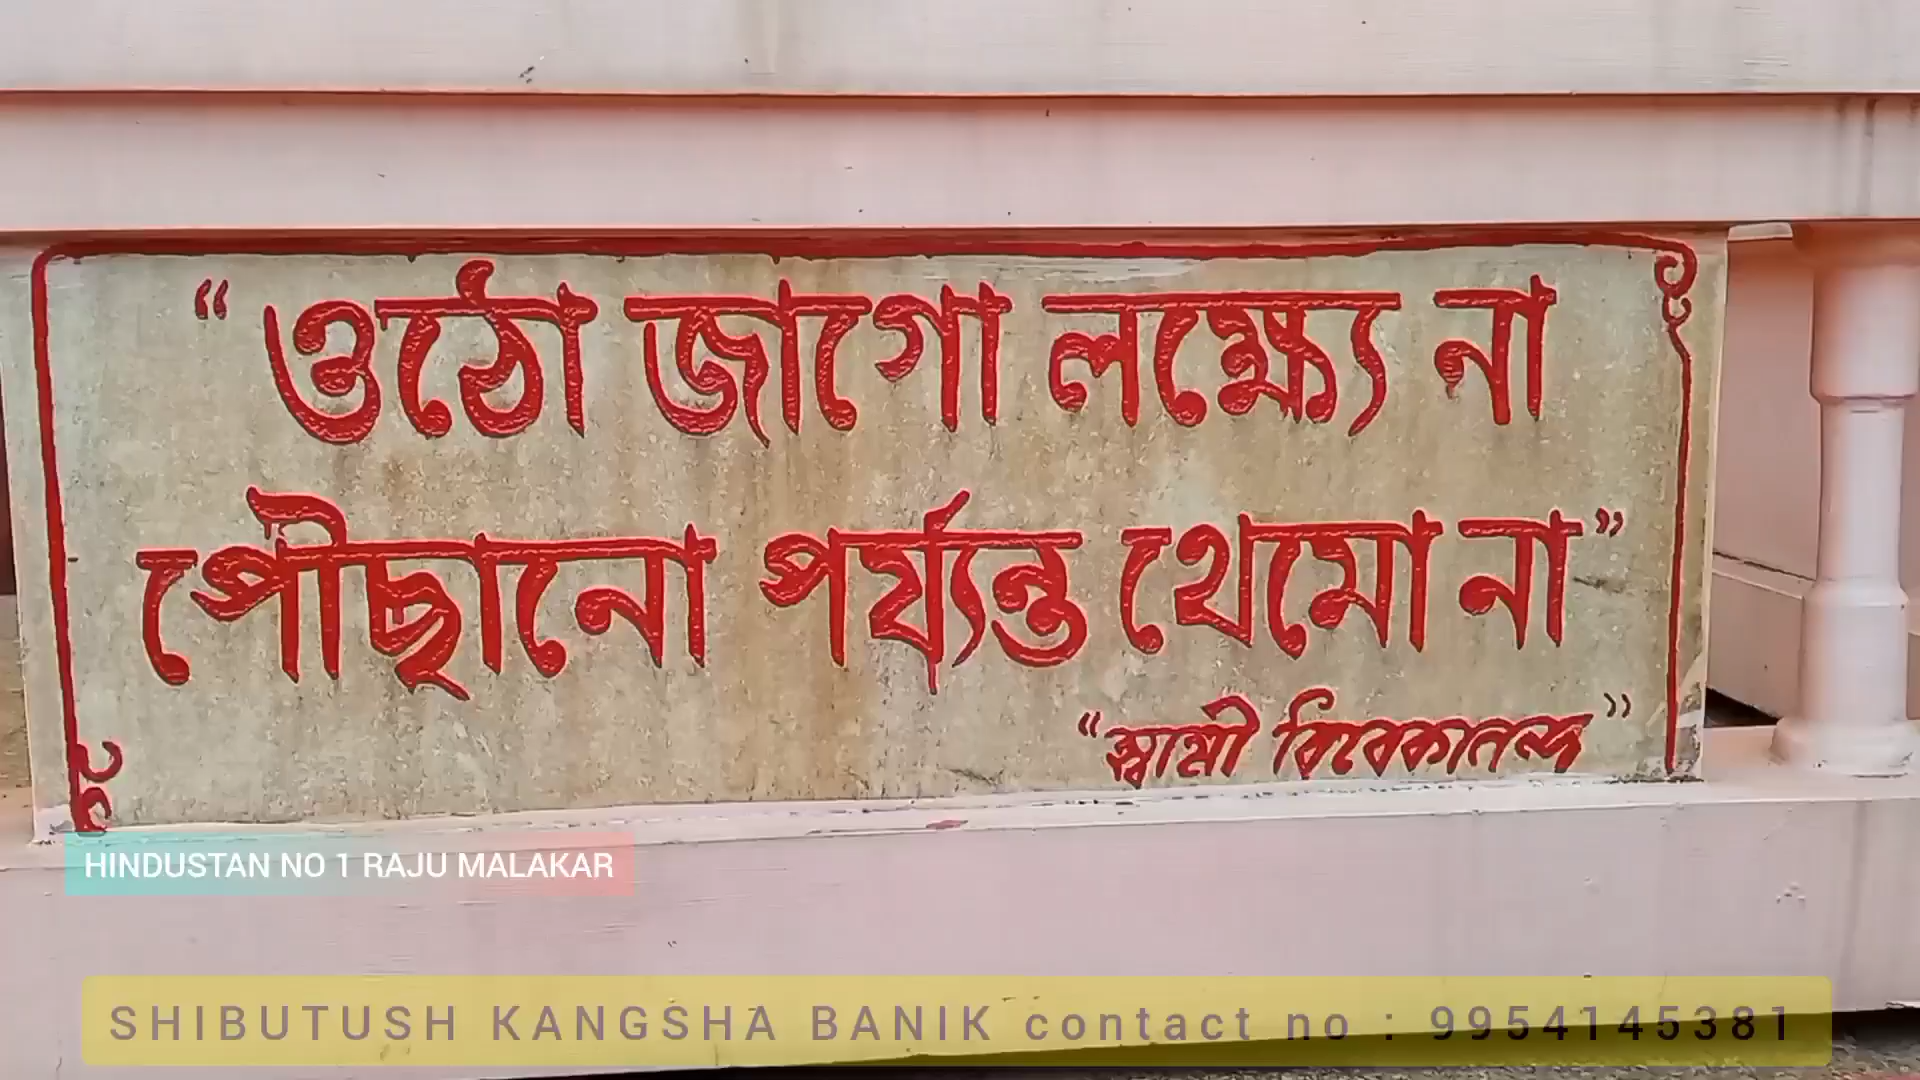 “ ওঠো জাগো লক্ষ্যে না
পৌছানো পর্য্যন্ত থেমো না ”
“ স্বামী বিবেকানন্দ ”
HINDUSTAN NO 1 RAJU MALAKAR
SHIBUTUSH KANGSHA BANIK contact no : 9954145381